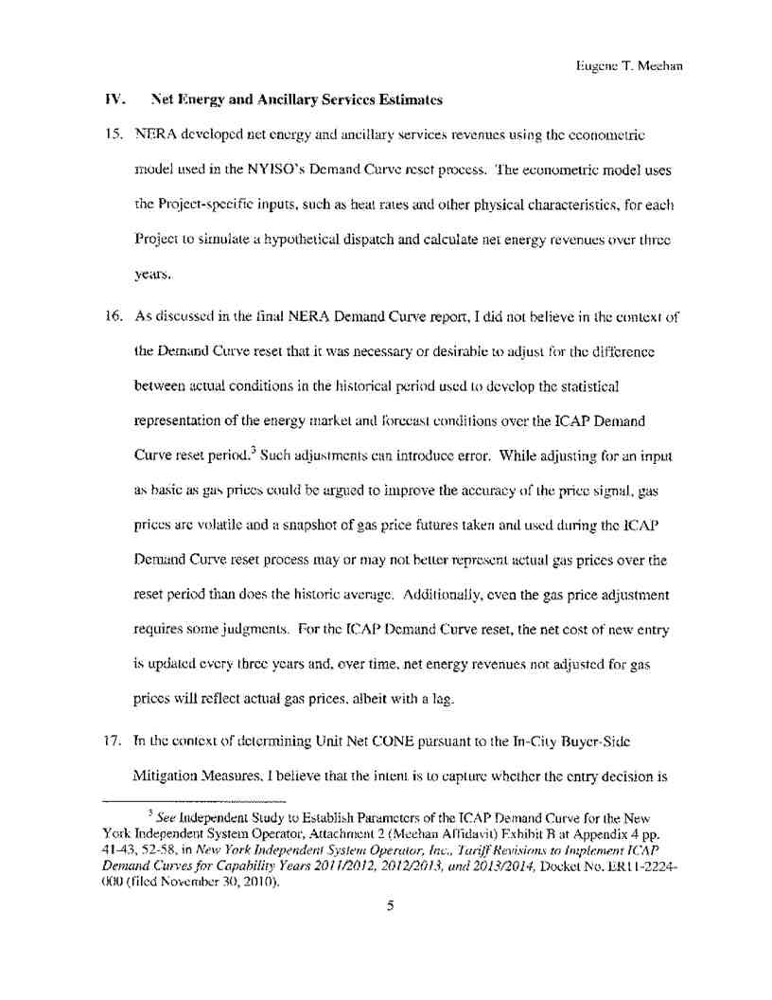 Eugene T. Meehan
IV. Net Energy and Ancillary Services Estimates
15. NERA developed net energy and ancillary services revenues using the econometric
model used in the NYISO's Demand Curve reset process. The econometric model uses
the Project-specific inputs, such as heat rates and other physical characteristics, for each
Project to simulate a hypothetical dispatch and calculate net energy revenues over three
years.
16. As discussed in the final NERA Demand Curve report, I did not believe in the context of
the Demand Curve reset that it was necessary or desirable to adjust for the difference
between actual conditions in the historical period used to develop the statistical
representation of the energy market and forecast conditions over the ICAP Demand
Curve reset period.3 Such adjustments can introduce error. While adjusting for an input
as basic as gas prices could be argued to improve the accuracy of the price signal, gas
prices are volatile and a snapshot of gas price futures taken and used during the ICAP
Demand Curve reset process may or may not better represent actual gas prices over the
reset period than does the historic average. Additionally, even the gas price adjustment
requires some judgments. For the ICAP Demand Curve reset, the net cost of new entry
is updated every three years and, over time, net energy revenues not adjusted for gas
prices will reflect actual gas prices, albeit with a lag.
17. In the context of determining Unit Net CONE pursuant to the In-City Buyer-Side
Mitigation Measures, I believe that the intent is to capture whether the entry decision is
3 See Independent Study to Establish Parameters of the ICAP Demand Curve for the New
York Independent System Operator, Attachment 2 (Meehan Affidavit) Exhibit B at Appendix 4 pp.
41-43, 52-58, in New York Independent System Operator, Inc., Tariff Revisions to Implement ICAP
Demand Curves for Capability Years 2011/2012, 2012/2013, and 2013/2014, Docket No. ER11-2224-
000 (filed November 30, 2010).
5